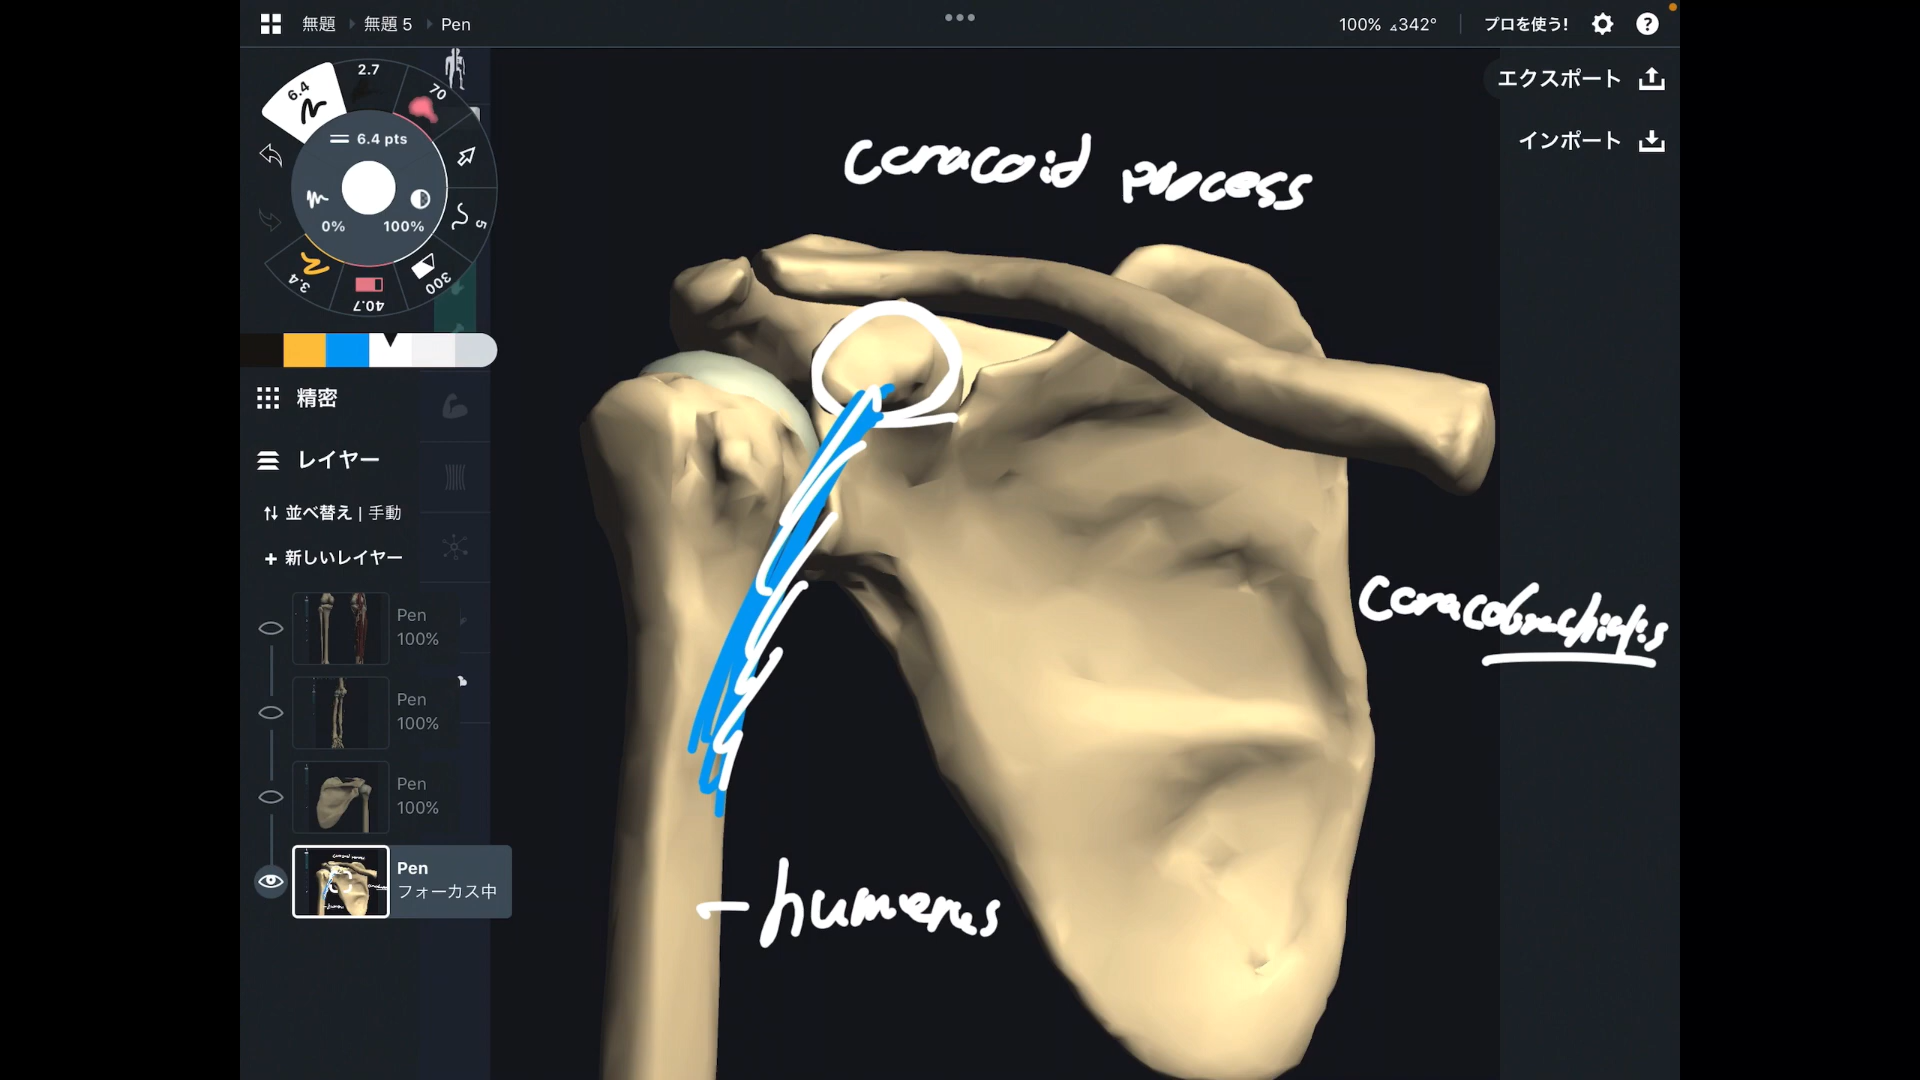 無題 無題 5 Pen
100% 342°
プロを使う!
エクスポート
インポート
6.4
2.7
70
6.4 pts
0%
100%
5
3.4
40.7
300
精密
レイヤー
並べ替え | 手動
新しいレイヤー
Pen
100%
Pen
100%
Pen
100%
Pen
フォーカス中
coracoid process
coracobrachialis
humerus